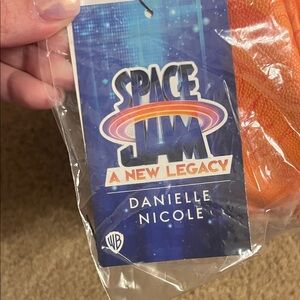 SPACE
JAM
A NEW LEGACY
DANIELLE
NICOLE
WB